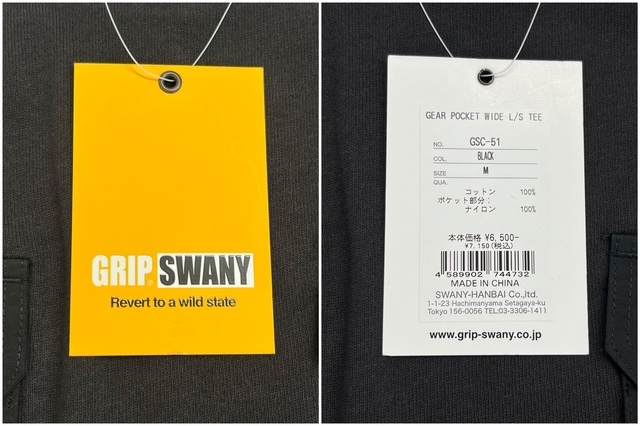 GRIP SWANY
Revert to a wild state
GEAR POCKET WIDE L/S TEE
NO. GSC-51
COL. BLACK
SIZE M
QUA.
コットン 100%
ポケット部分:
ナイロン 100%
本体価格 ¥6,500-
¥7,150(税込)
4 589902 744732
MADE IN CHINA
SWANY-HANBAI Co.,ltd.
1-1-23 Hachimanyama Setagaya-ku
Tokyo 156-0056 TEL:03-3306-1411
www.grip-swany.co.jp